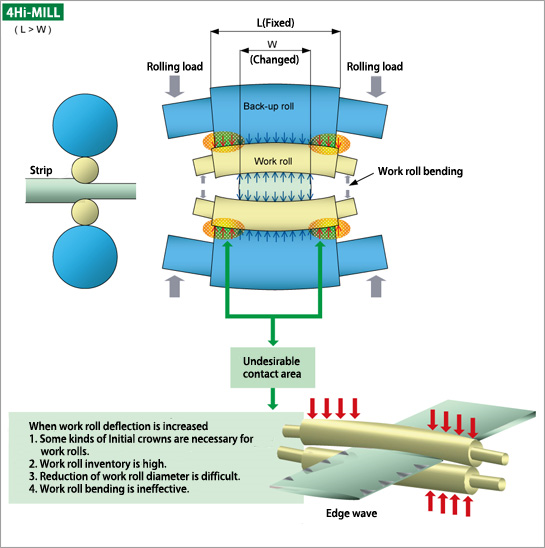 4Hi-MILL
( L > W )
L(Fixed)
W
(Changed)
Rolling load
Rolling load
Back-up roll
Strip
Work roll
Work roll bending
Undesirable
contact area
When work roll deflection is increased
1. Some kinds of Initial crowns are necessary for
work rolls.
2. Work roll inventory is high.
3. Reduction of work roll diameter is difficult.
4. Work roll bending is ineffective.
Edge wave